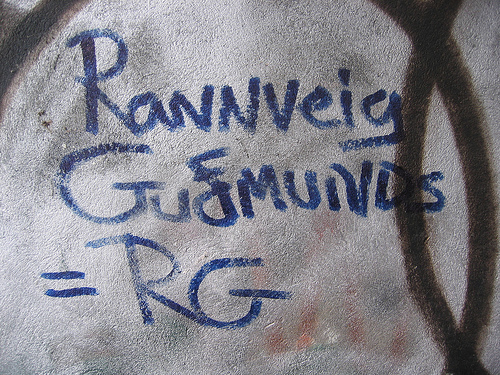 Rannveig
Guðmunds
= RG